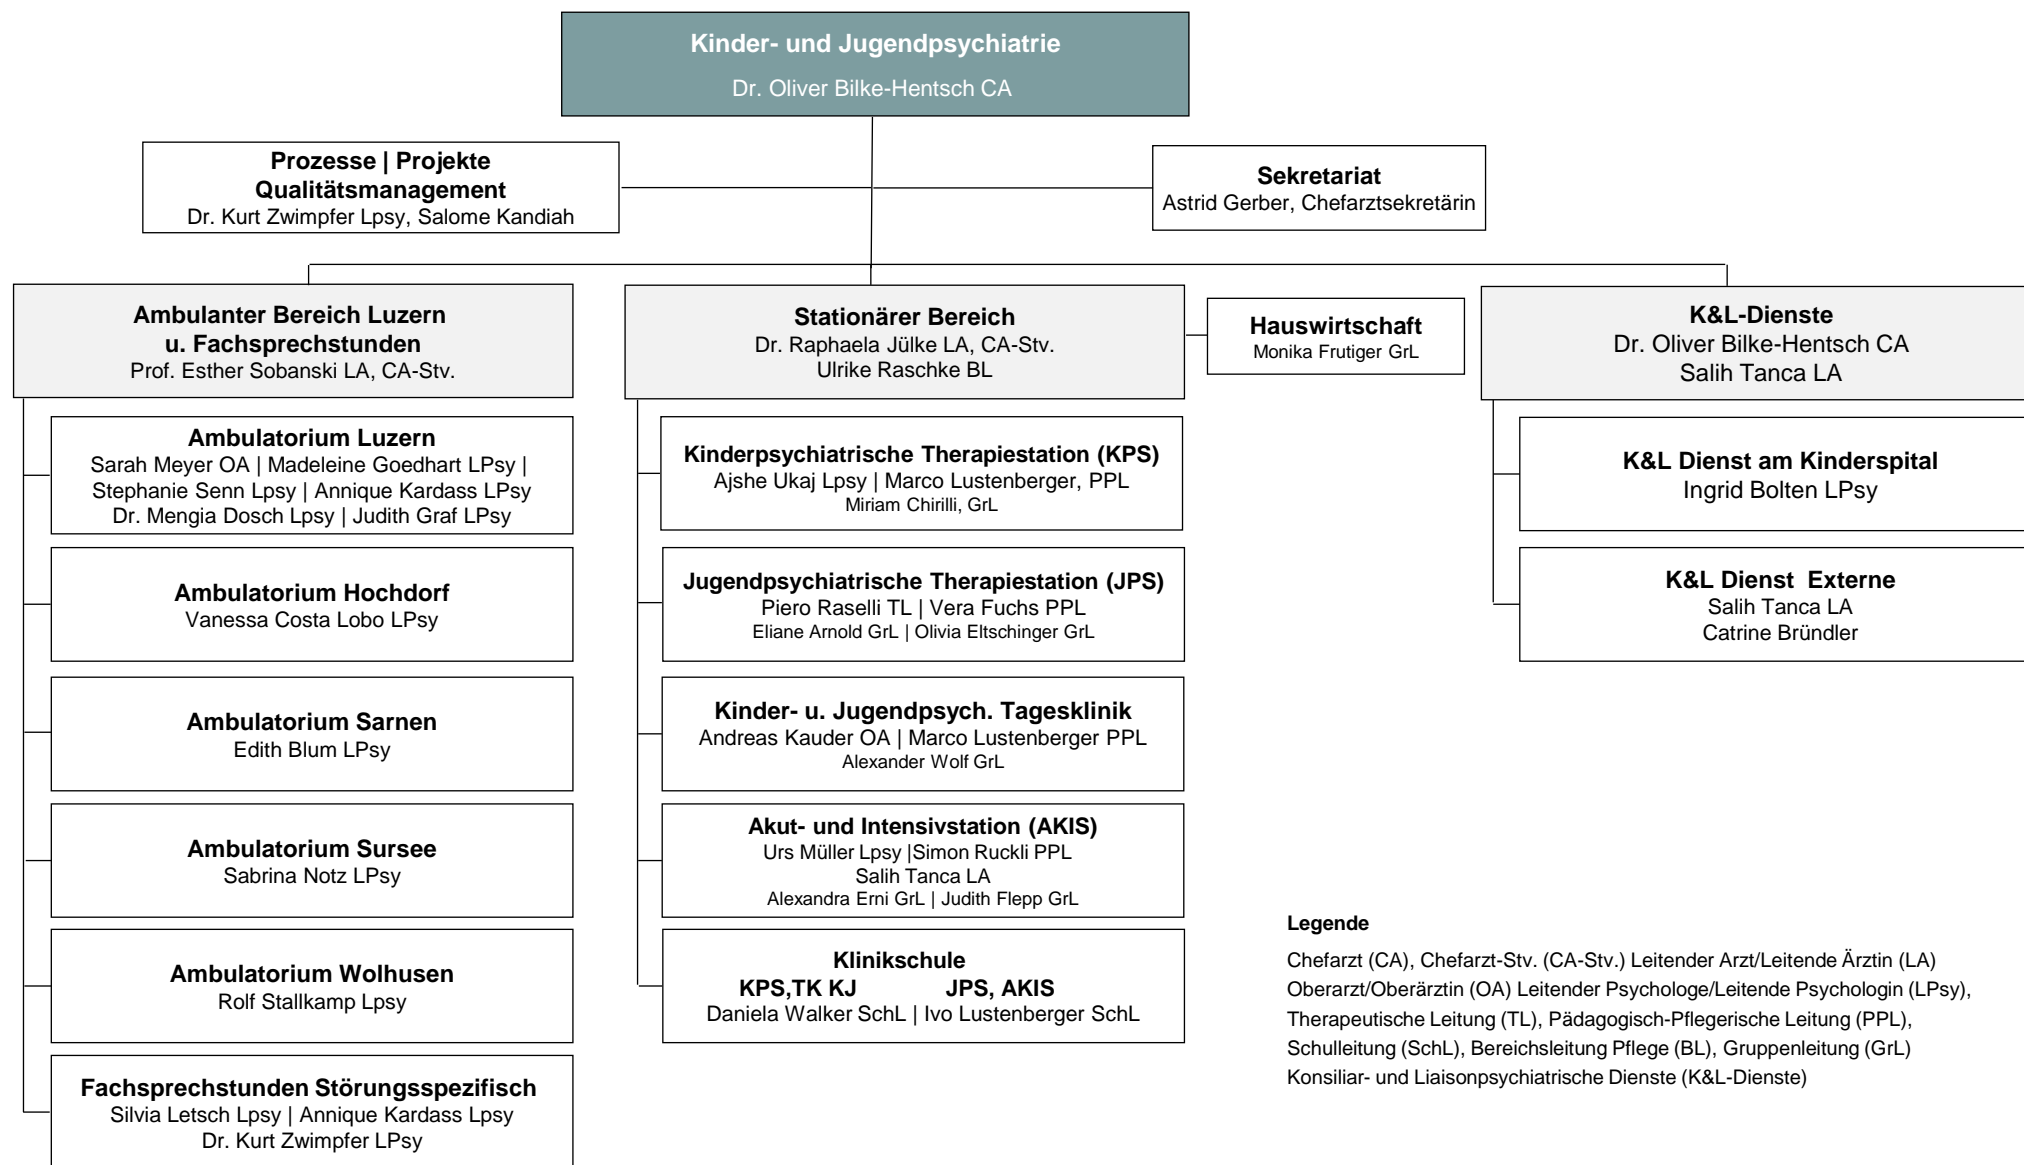 Kinder- und Jugendpsychiatrie
Dr. Oliver Bilke-Hentsch CA
Prozesse | Projekte
Qualitätsmanagement
Dr. Kurt Zwimpfer Lpsy, Salome Kandiah
Sekretariat
Astrid Gerber, Chefarztsekretärin
Ambulanter Bereich Luzern
u. Fachsprechstunden
Prof. Esther Sobanski LA, CA-Stv.
Ambulatorium Luzern
Sarah Meyer OA | Madeleine Goedhart LPsy |
Stephanie Senn Lpsy | Annique Kardass LPsy
Dr. Mengia Dosch Lpsy | Judith Graf LPsy
Ambulatorium Hochdorf
Vanessa Costa Lobo LPsy
Ambulatorium Sarnen
Edith Blum LPsy
Ambulatorium Sursee
Sabrina Notz LPsy
Ambulatorium Wolhusen
Rolf Stallkamp Lpsy
Fachsprechstunden Störungsspezifisch
Silvia Letsch Lpsy | Annique Kardass Lpsy
Dr. Kurt Zwimpfer LPsy
Stationärer Bereich
Dr. Raphaela Jülke LA, CA-Stv.
Ulrike Raschke BL
Hauswirtschaft
Monika Frutiger GrL
Kinderpsychiatrische Therapiestation (KPS)
Ajshe Ukaj Lpsy | Marco Lustenberger, PPL
Miriam Chirilli, GrL
Jugendpsychiatrische Therapiestation (JPS)
Piero Raselli TL | Vera Fuchs PPL
Eliane Arnold GrL | Olivia Eltschinger GrL
Kinder- u. Jugendpsych. Tagesklinik
Andreas Kauder OA | Marco Lustenberger PPL
Alexander Wolf GrL
Akut- und Intensivstation (AKIS)
Urs Müller Lpsy |Simon Ruckli PPL
Salih Tanca LA
Alexandra Erni GrL | Judith Flepp GrL
Klinikschule
KPS,TK KJ JPS, AKIS
Daniela Walker SchL | Ivo Lustenberger SchL
K&L-Dienste
Dr. Oliver Bilke-Hentsch CA
Salih Tanca LA
K&L Dienst am Kinderspital
Ingrid Bolten LPsy
K&L Dienst Externe
Salih Tanca LA
Catrine Bründler
Legende
Chefarzt (CA), Chefarzt-Stv. (CA-Stv.) Leitender Arzt/Leitende Ärztin (LA)
Oberarzt/Oberärztin (OA) Leitender Psychologe/Leitende Psychologin (LPsy),
Therapeutische Leitung (TL), Pädagogisch-Pflegerische Leitung (PPL),
Schulleitung (SchL), Bereichsleitung Pflege (BL), Gruppenleitung (GrL)
Konsiliar- und Liaisonpsychiatrische Dienste (K&L-Dienste)